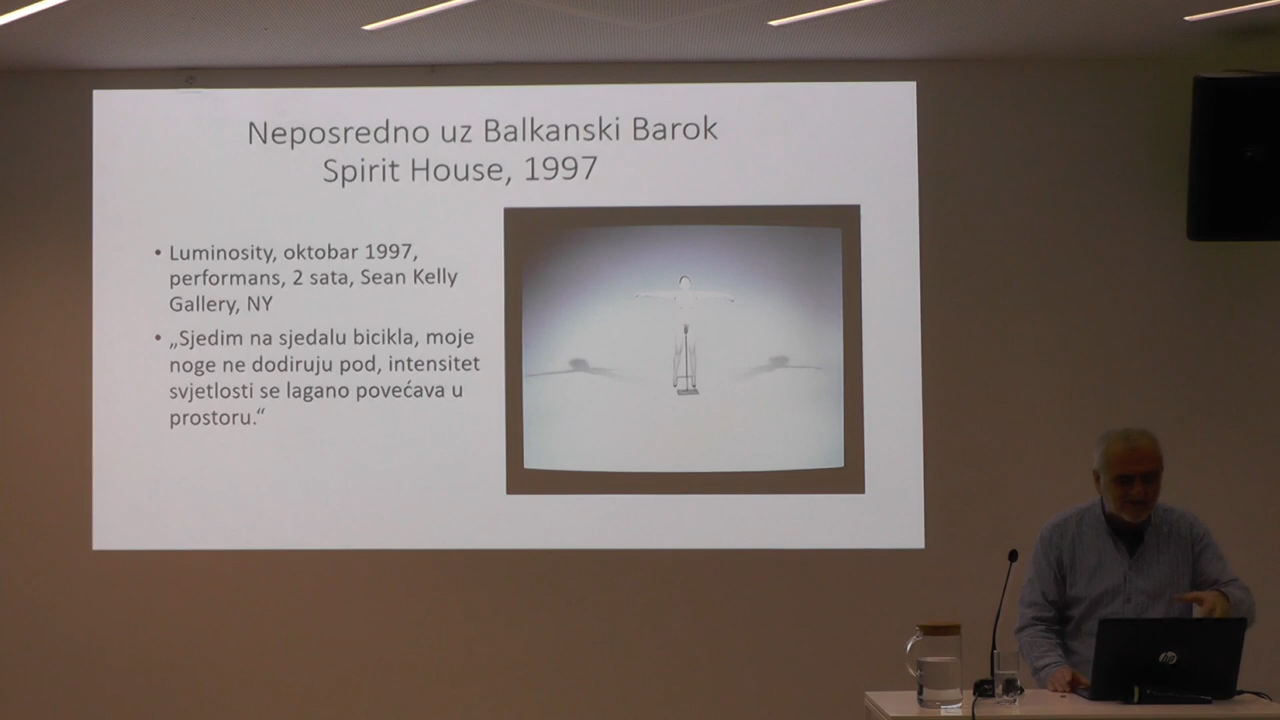 Neposredno uz Balkanski Barok
Spirit House, 1997
• Luminosity, oktobar 1997,
performans, 2 sata, Sean Kelly
Gallery, NY
• „Sjedim na sjedalu bicikla, moje
noge ne dodiruju pod, intensitet
svjetlosti se lagano povećava u
prostoru.“
hp